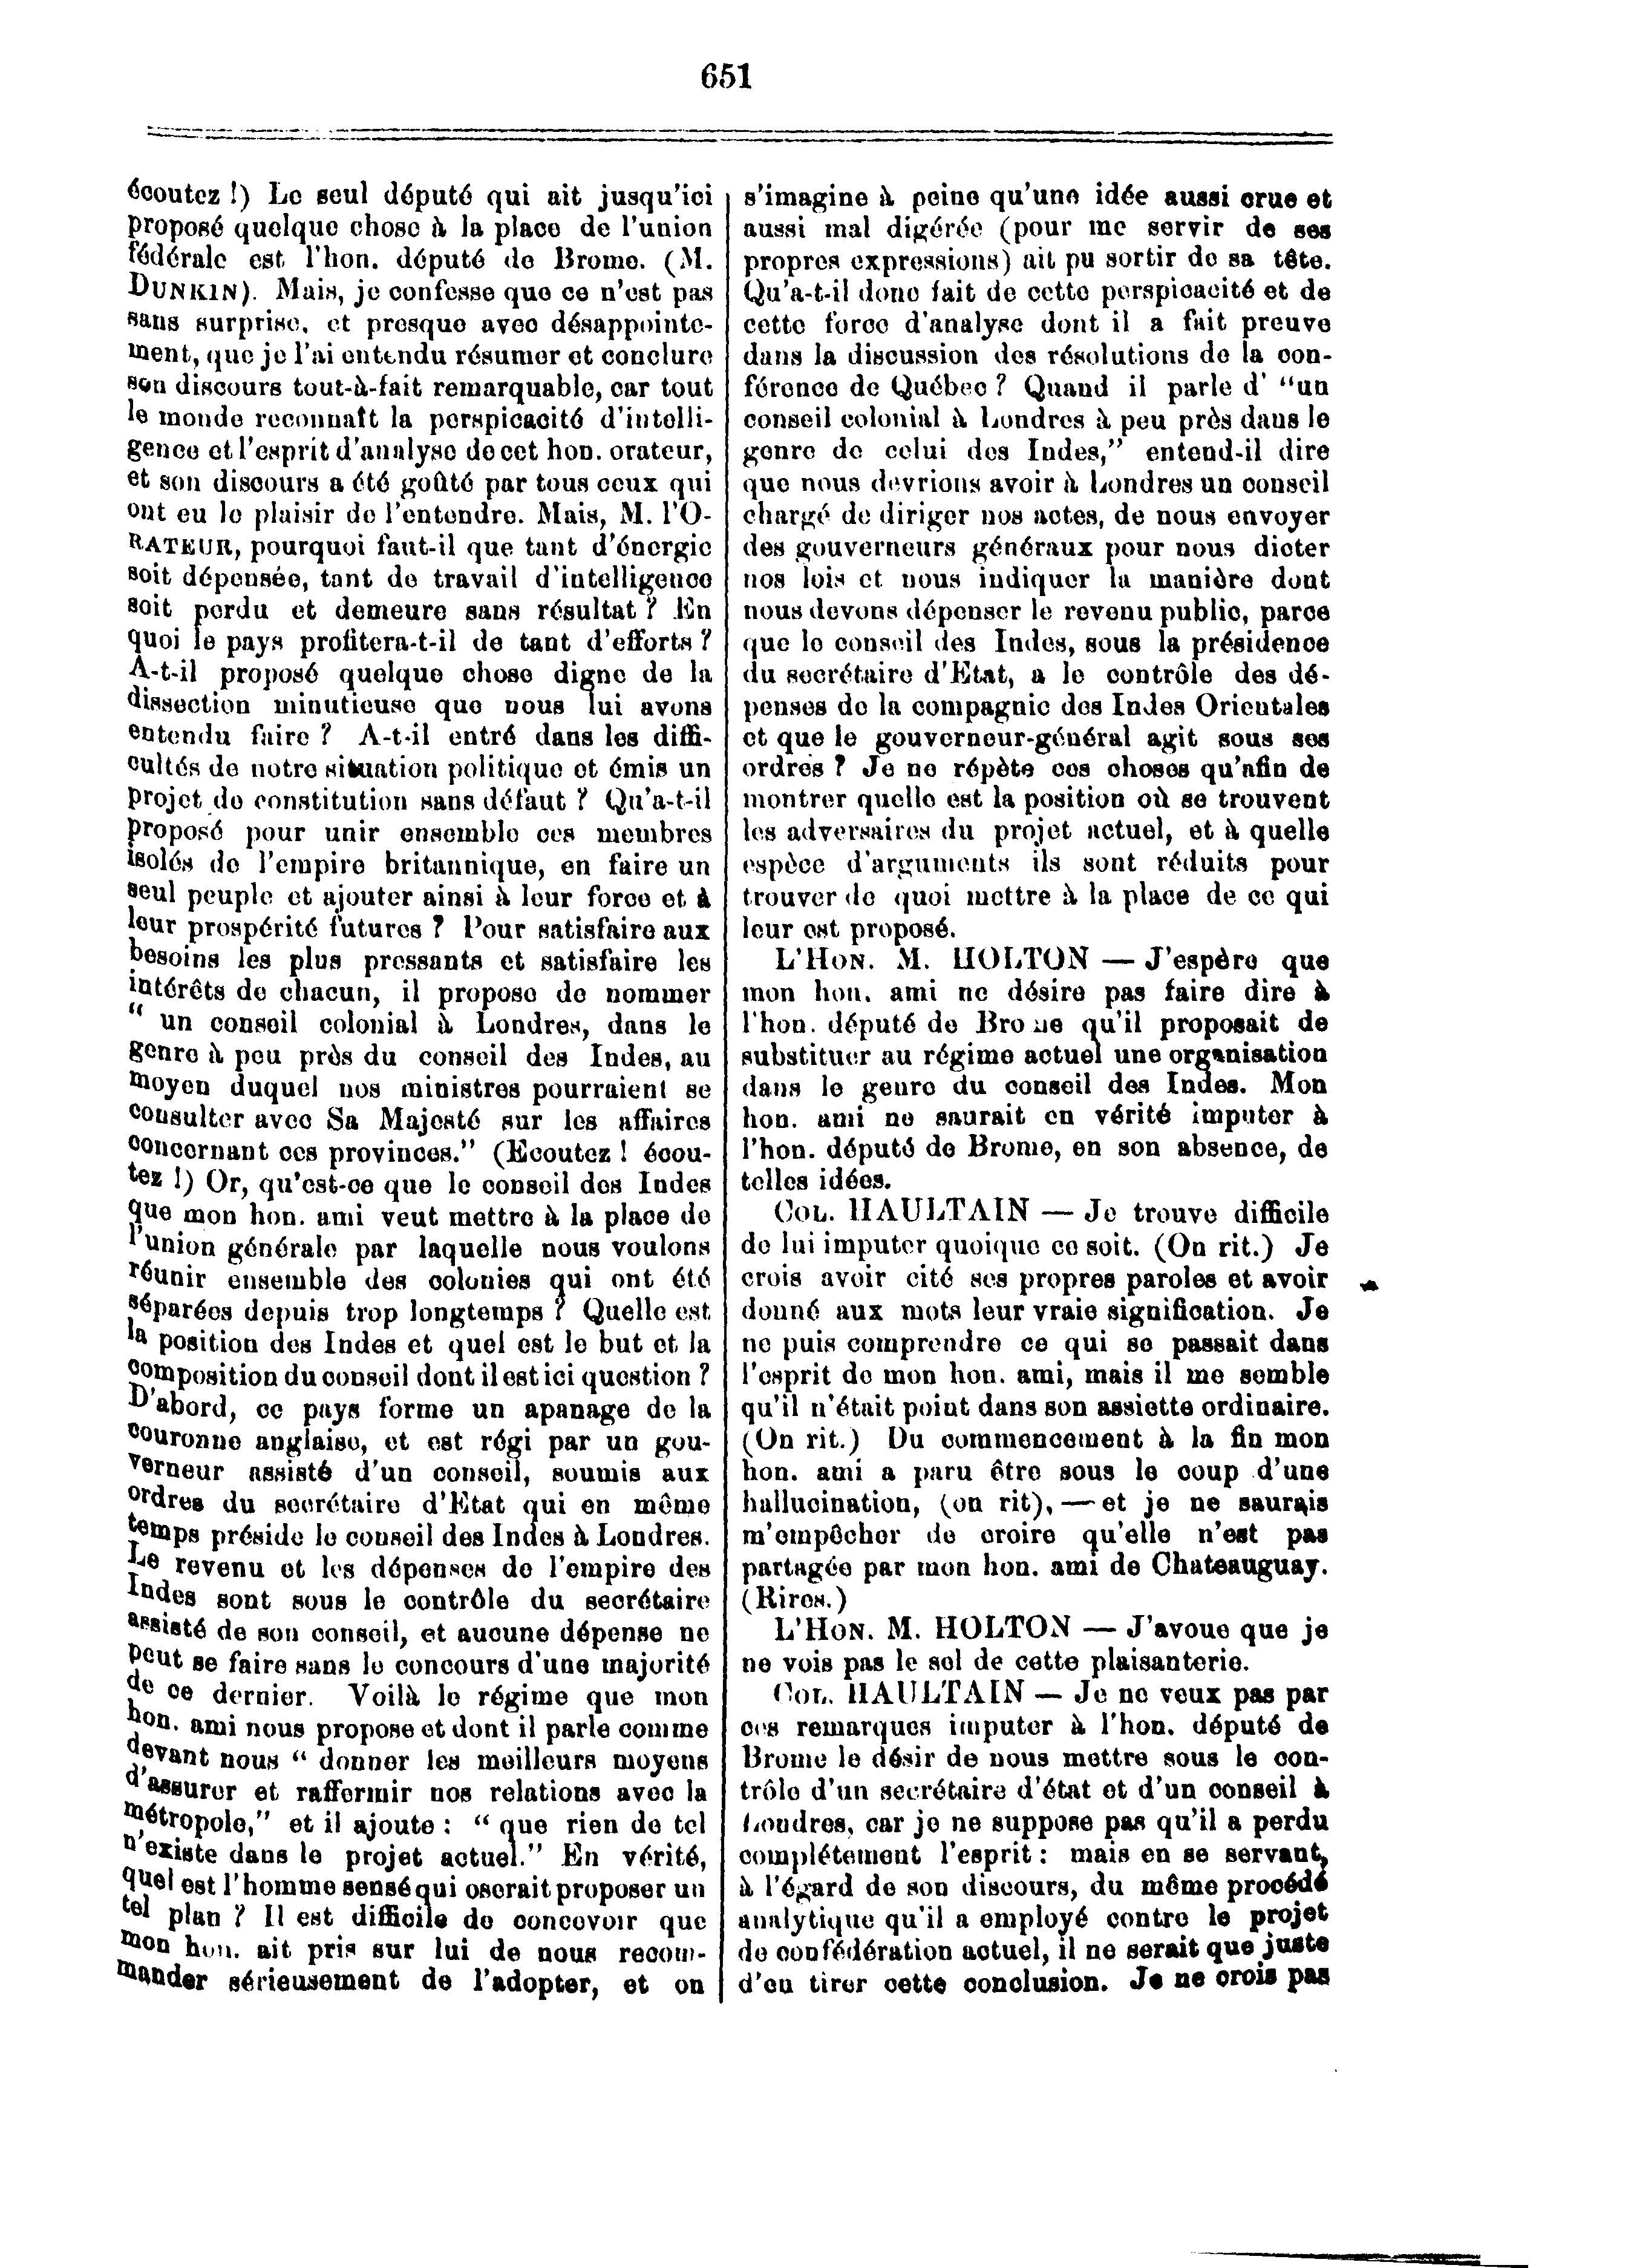 651
écoutez !) Le seul député qui ait jusqu'ici
proposé quelque chose à la place de l'union
fédérale est l'hon. député de Brome. (M.
DUNKIN). Mais, je confesse que ce n'est pas
sans surprise, et presque avec désappointe-
ment, que je l'ai entendu résumer et conclure
son discours tout-à-fait remarquable, car tout
le monde reconnaît la perspicacité d'intelli-
gence et l'esprit d'analyse de cet hon. orateur,
et son discours a été goûté par tous ceux qui
ont eu le plaisir de l'entendre. Mais, M. l'O-
RATEUR, pourquoi faut-il que tant d'énergie
soit dépensée, tant de travail d'intelligence
soit perdu et demeure sans résultat ? En
quoi le pays profitera-t-il de tant d'efforts ?
A-t-il proposé quelque chose digne de la
dissection minutieuse que nous lui avons
entendu faire ? A-t-il entré dans les diffi-
cultés de notre situation politique et émis un
projet de constitution sans défaut ? Qu'a-t-il
proposé pour unir ensemble ces membres
isolés de l'empire britannique, en faire un
seul peuple et ajouter ainsi à leur force et à
leur prospérité futures ? Pour satisfaire aux
besoins les plus pressants et satisfaire les
intérêts de chacun, il propose de nommer
“ un conseil colonial à Londres, dans le
genre à peu près du conseil des Indes, au
moyen duquel nos ministres pourraient se
consulter avec Sa Majesté sur les affaires
concernant ces provinces.” (Ecoutez ! écou-
tez !) Or, qu'est-ce que le conseil des Indes
que mon hon. ami veut mettre à la place de
l'union générale par laquelle nous voulons
réunir ensemble des colonies qui ont été
séparées depuis trop longtemps ? Quelle est
la position des Indes et quel est le but et la
composition du conseil dont il est ici question ?
D'abord, ce pays forme un apanage de la
couronne anglaise, et est régi par un gou-
verneur assisté d'un conseil, soumis aux
ordres du secrétaire d'Etat qui en même
temps préside le conseil des Indes à Londres.
Le revenu et les dépenses de l'empire des
Indes sont sous le contrôle du secrétaire
assisté de son conseil, et aucune dépense ne
peut se faire sans le concours d'une majorité
de ce dernier. Voilà le régime que mon
hon. ami nous propose et dont il parle comme
devant nous “ donner les meilleurs moyens
d'assurer et raffermir nos relations avec la
métropole,” et il ajoute : “ que rien de tel
n'existe dans le projet actuel.” En vérité,
quel est l'homme sensé qui oserait proposer un
tel plan ? Il est difficile de concevoir que
mon hon. ait pris sur lui de nous recom-
mander sérieusement de l'adopter, et on
s'imagine à peine qu'une idée aussi crue et
aussi mal digérée (pour me servir de ses
propres expressions) ait pu sortir de sa tête.
Qu'a-t-il donc fait de cette perspicacité et de
cette force d'analyse dont il a fait preuve
dans la discussion des résolutions de la con-
férence de Québec ? Quand il parle d' “un
conseil colonial à Londres à peu près dans le
genre de celui des Indes,” entend-il dire
que nous devrions avoir à Londres un conseil
chargé de diriger nos actes, de nous envoyer
des gouverneurs généraux pour nous dicter
nos lois et nous indiquer la manière dont
nous devons dépenser le revenu public, parce
que le conseil des Indes, sous la présidence
du secrétaire d'Etat, a le contrôle des dé-
penses de la compagnie des Indes Orientales
et que le gouverneur-général agit sous ses
ordres ? Je ne répète ces choses qu'afin de
montrer quelle est la position où se trouvent
les adversaires du projet actuel, et à quelle
espèce d'arguments ils sont réduits pour
trouver de quoi mettre à la place de ce qui
leur est proposé.
L'HON. M. HOLTON — J'espère que
mon hon. ami ne désire pas faire dire à
l'hon. député de Brome qu'il proposait de
substituer au régime actuel une organisation
dans le genre du conseil des Indes. Mon
hon. ami ne saurait en vérité imputer à
l'hon. député de Brome, en son absence, de
telles idées.
COL. HAULTAIN — Je trouve difficile
de lui imputer quoique ce soit. (On rit.) Je
crois avoir cité ses propres paroles et avoir
donné aux mots leur vraie signification. Je
ne puis comprendre ce qui se passait dans
l'esprit de mon hon. ami, mais il me semble
qu'il n'était point dans son assiette ordinaire.
(On rit.) Du commencement à la fin mon
hon. ami a paru être sous le coup d'une
hallucination, (on rit), — et je ne saurais
m'empêcher de croire qu'elle n'est pas
partagée par mon hon. ami de Chateauguay.
(Rires.)
L'HON. M. HOLTON — J'avoue que je
ne vois pas le sel de cette plaisanterie.
COL. HAULTAIN — Je ne veux pas par
ces remarques imputer à l'hon. député de
Brome le désir de nous mettre sous le con-
trôle d'un secrétaire d'état et d'un conseil à
Londres, car je ne suppose pas qu'il a perdu
complétement l'esprit : mais en se servant,
à l'égard de son discours, du même procédé
analytique qu'il a employé contre le projet
de confédération actuel, il ne serait que juste
d'en tirer cette conclusion. Je ne crois pas